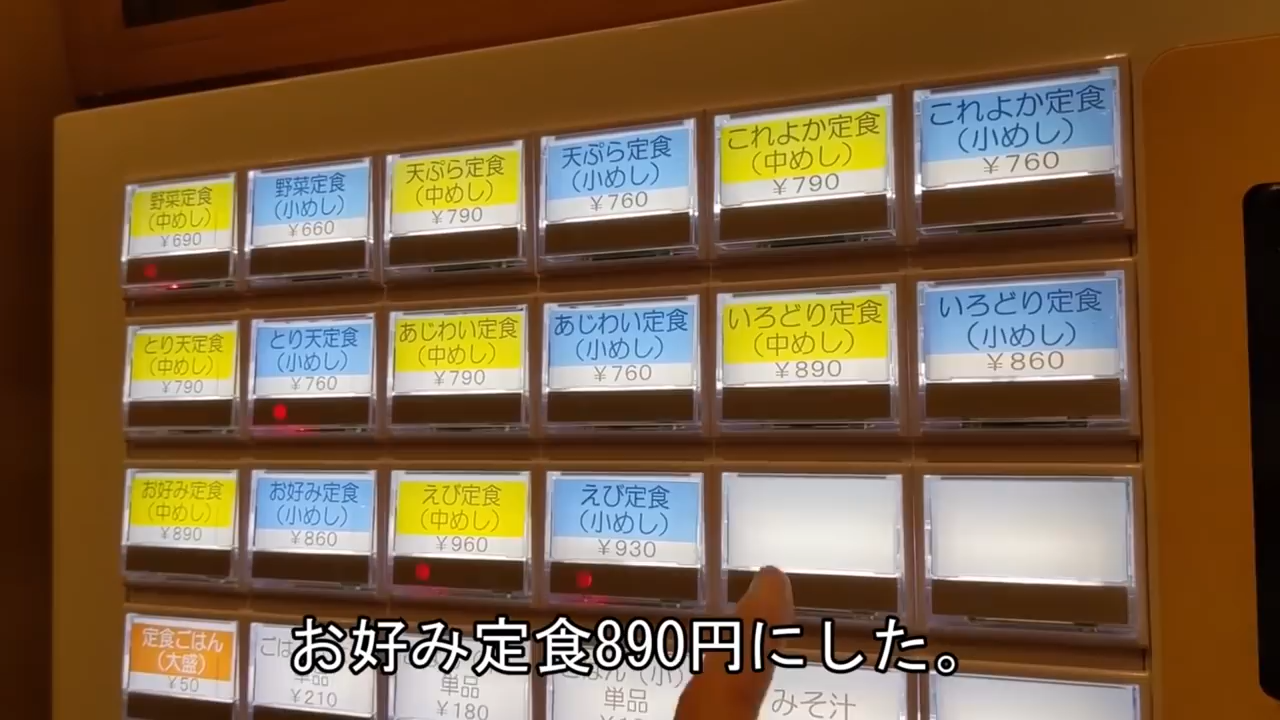 野菜定食
(中めし)
¥690
野菜定食
(小めし)
¥660
天ぷら定食
(中めし)
¥790
天ぷら定食
(小めし)
¥760
これよか定食
(中めし)
¥790
これよか定食
(小めし)
¥760
とり天定食
(中めし)
¥790
とり天定食
(小めし)
¥760
あじわい定食
(中めし)
¥790
あじわい定食
(小めし)
¥760
いろどり定食
(中めし)
¥890
いろどり定食
(小めし)
¥860
お好み定食
(中めし)
¥890
お好み定食
(小めし)
¥860
えび定食
(中めし)
¥960
えび定食
(小めし)
¥930
定食ごはん
(大盛)
¥50
単品
¥210
単品
¥180
ごはん(小)
単品
みそ汁
お好み定食890円にした。